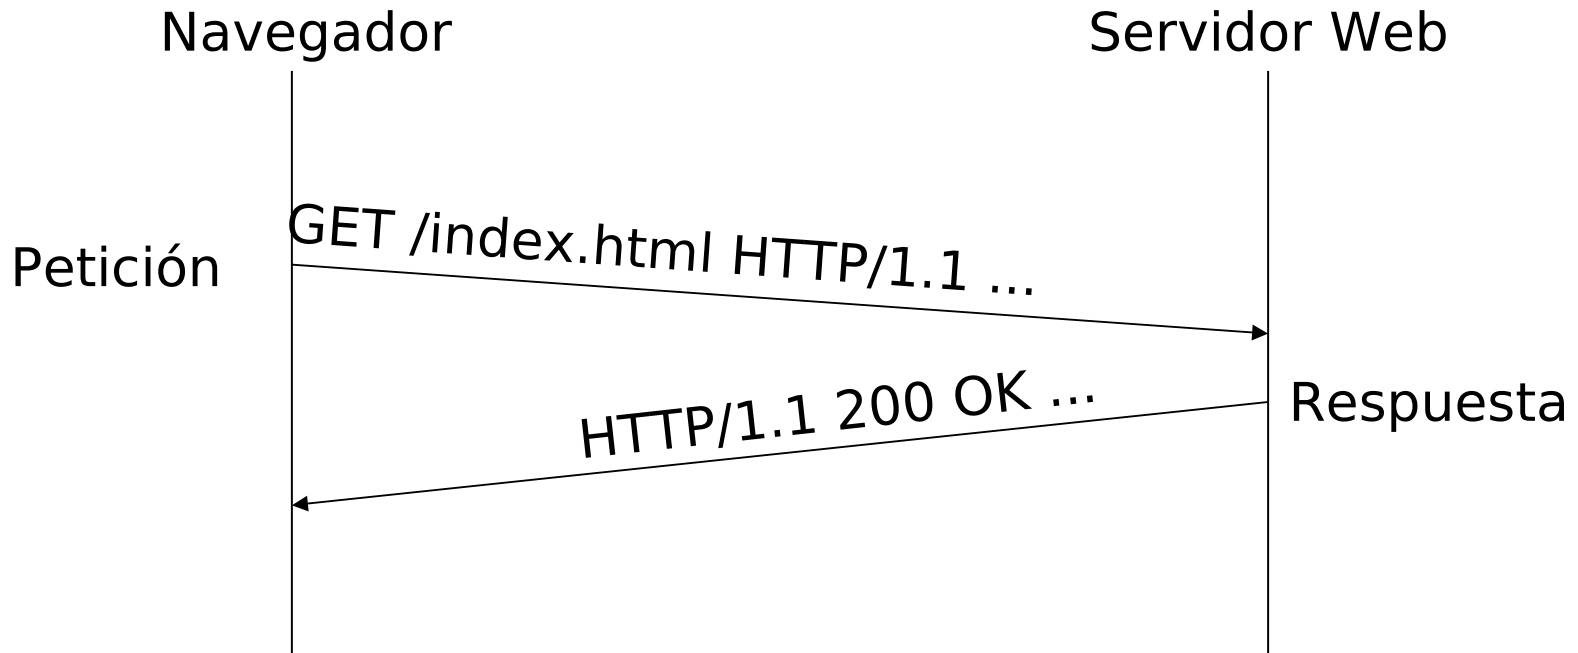 Navegador
Servidor Web
Petición
GET /index.html HTTP/1.1 ...
HTTP/1.1 200 OK ...
Respuesta